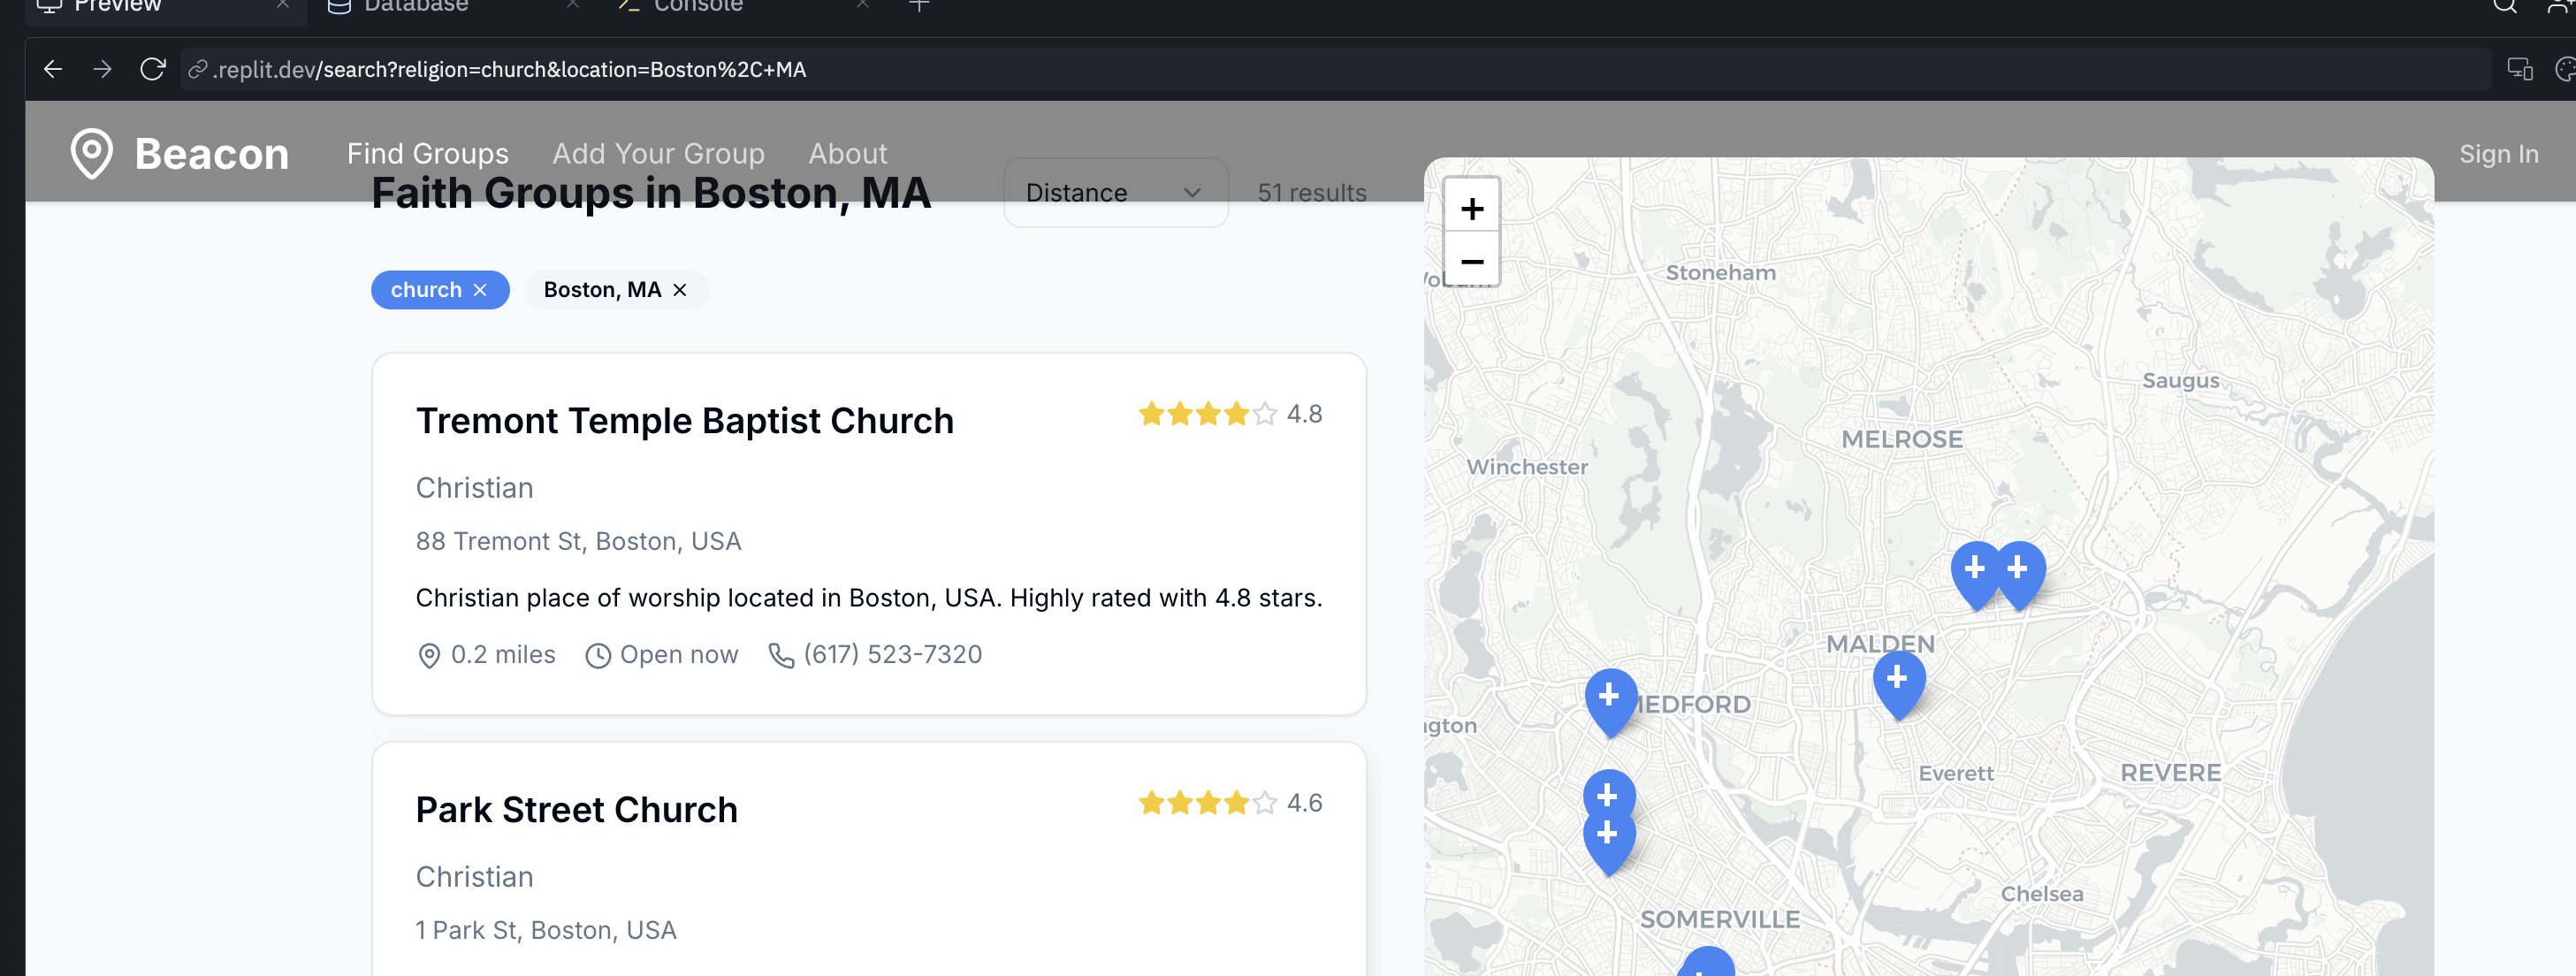 Preview
Database
Console
.replit.dev/search?religion=church&location=Boston%2C+MA
Beacon
Find Groups
Add Your Group
About
Sign In
Faith Groups in Boston, MA
Distance
51 results
church
Boston, MA
Tremont Temple Baptist Church
4.8
Christian
88 Tremont St, Boston, USA
Christian place of worship located in Boston, USA. Highly rated with 4.8 stars.
0.2 miles
Open now
(617) 523-7320
Park Street Church
4.6
Christian
1 Park St, Boston, USA
+
−
Stoneham
Saugus
MELROSE
Winchester
MALDEN
EDFORD
ngton
Everett
REVERE
Chelsea
SOMERVILLE